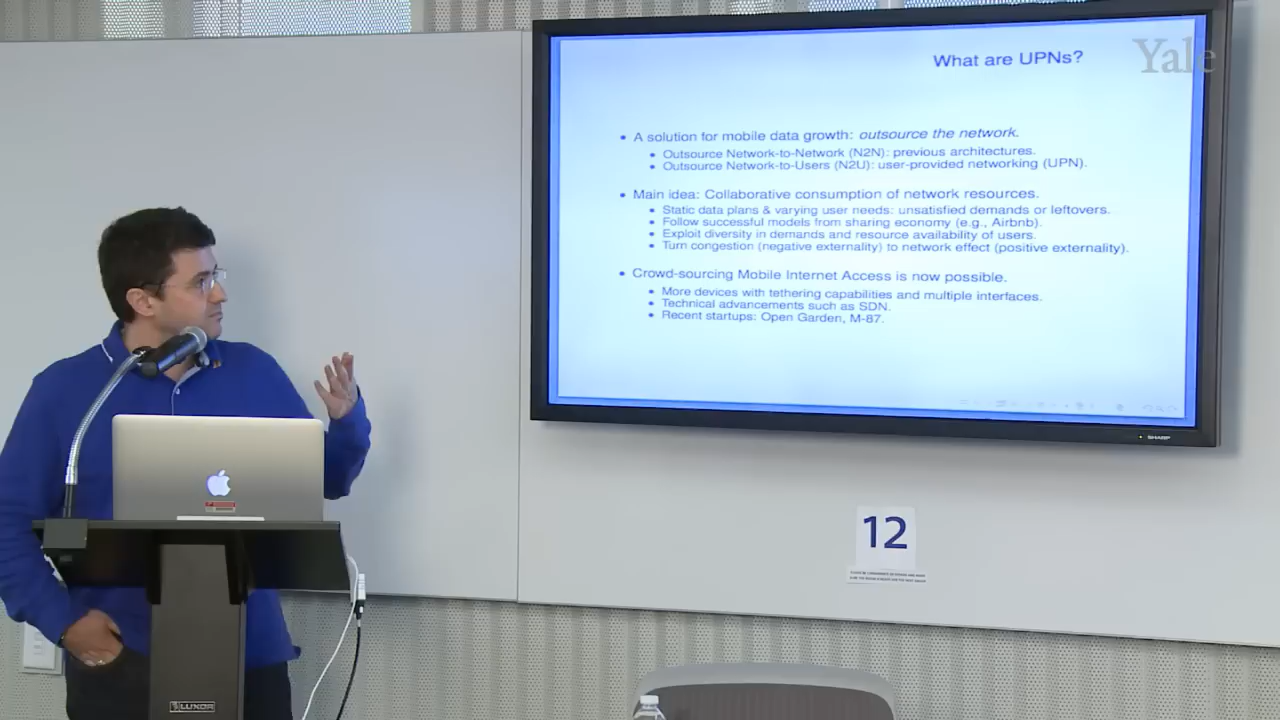 What are UPNs?
Yale
• A solution for mobile data growth: outsource the network.
• Outsource Network-to-Network (N2N): previous architectures.
• Outsource Network-to-Users (N2U): user-provided networking (UPN).
• Main idea: Collaborative consumption of network resources.
• Static data plans & varying user needs: unsatisfied demands or leftovers.
• Follow successful models from sharing economy (e.g., Airbnb).
• Exploit diversity in demands and resource availability of users.
• Turn congestion (negative externality) to network effect (positive externality).
• Crowd-sourcing Mobile Internet Access is now possible.
• More devices with tethering capabilities and multiple interfaces.
• Technical advancements such as SDN.
• Recent startups: Open Garden, M-87.
SHARP
12
LUXOR